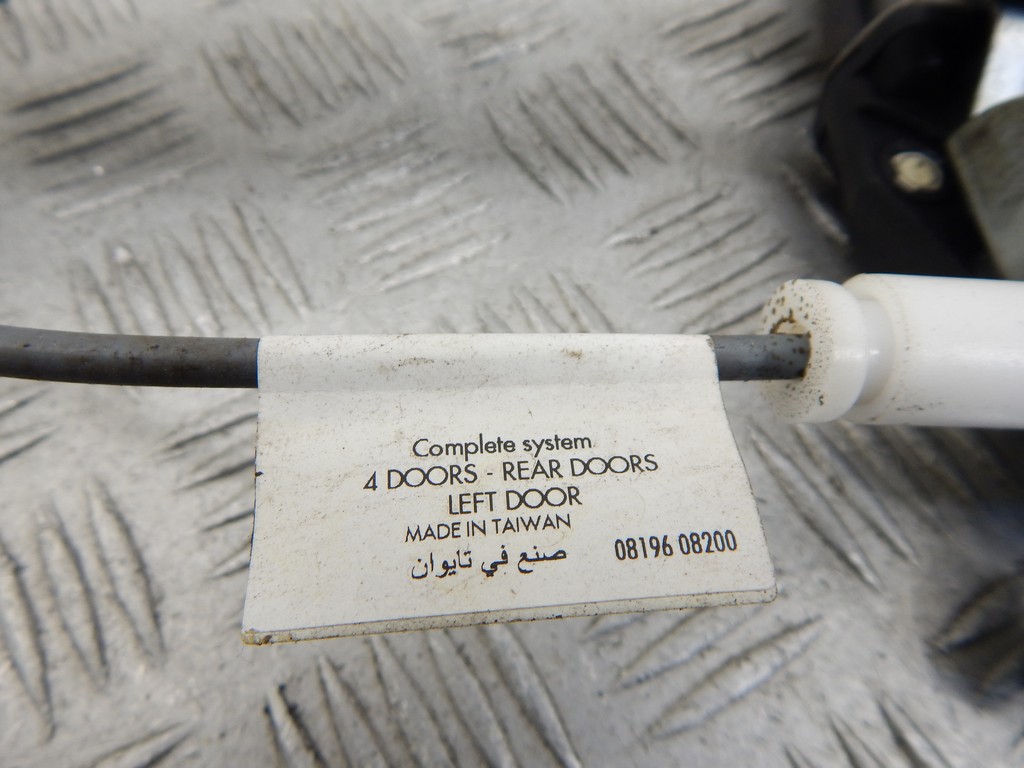 Complete system
4 DOORS - REAR DOORS
LEFT DOOR
MADE IN TAIWAN
صنع في تايوان
08196 08200